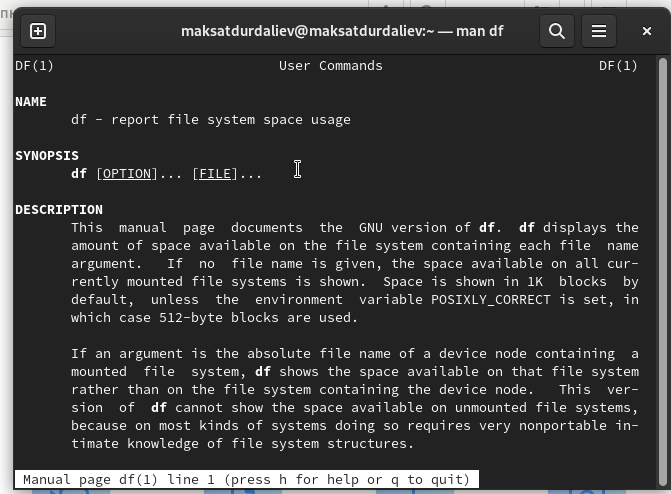 maksatdurdaliev@maksatdurdaliev:~ — man df
DF(1) User Commands DF(1)
NAME
df - report file system space usage
SYNOPSIS
df [OPTION]... [FILE]...
DESCRIPTION
This manual page documents the GNU version of df. df displays the
amount of space available on the file system containing each file name
argument. If no file name is given, the space available on all cur-
rently mounted file systems is shown. Space is shown in 1K blocks by
default, unless the environment variable POSIXLY_CORRECT is set, in
which case 512-byte blocks are used.
If an argument is the absolute file name of a device node containing a
mounted file system, df shows the space available on that file system
rather than on the file system containing the device node. This ver-
sion of df cannot show the space available on unmounted file systems,
because on most kinds of systems doing so requires very nonportable in-
timate knowledge of file system structures.
Manual page df(1) line 1 (press h for help or q to quit)